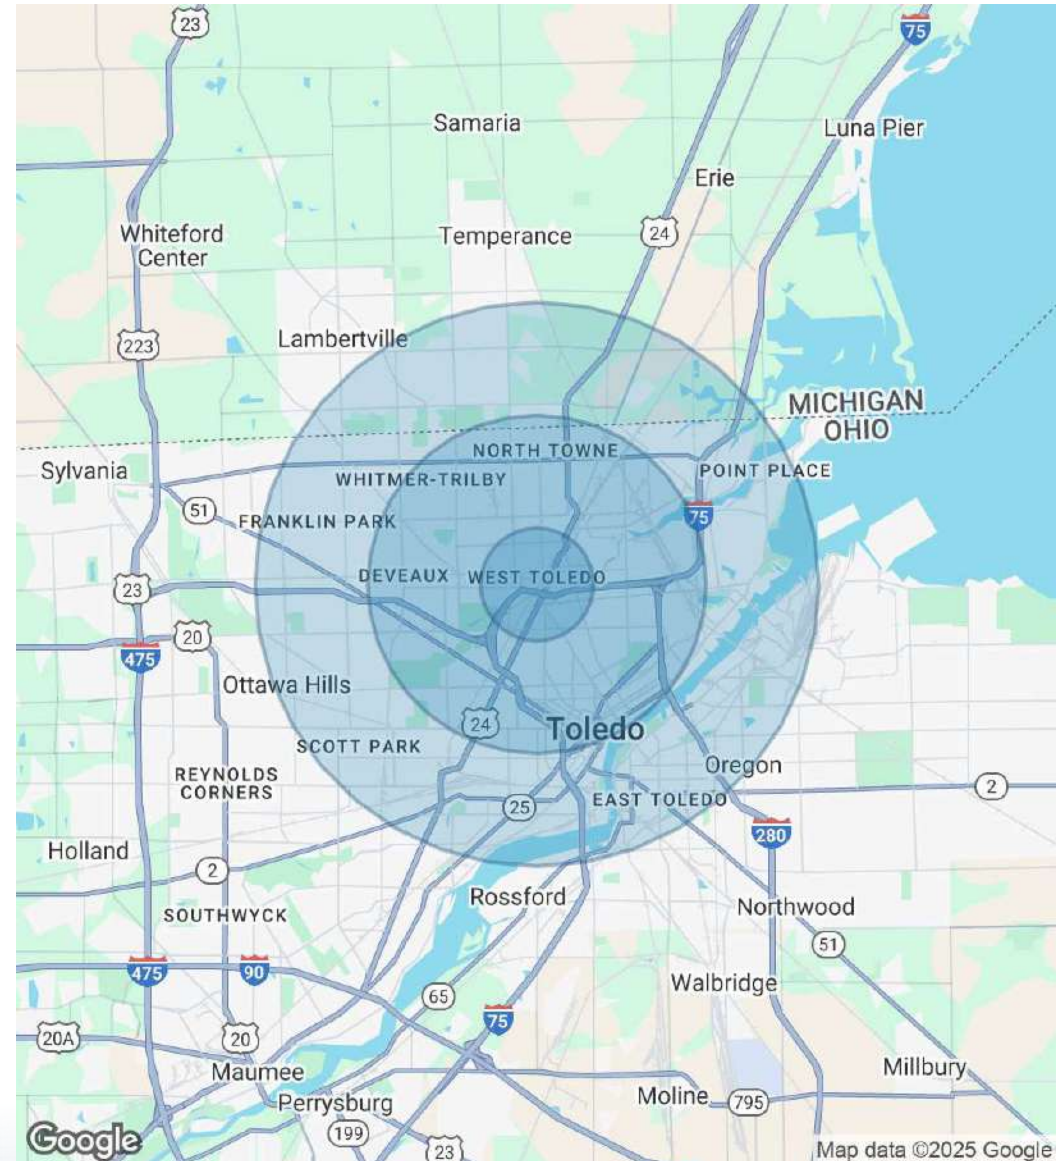 23
75
Samaria
Luna Pier
Erie
Whiteford
Center
Temperance
24
223
Lambertville
MICHIGAN
OHIO
NORTH TOWNE
Sylvania
WHITMER-TRILBY
POINT PLACE
51
FRANKLIN PARK
75
DEVEAUX
WEST TOLEDO
23
20
475
Ottawa Hills
24
Toledo
SCOTT PARK
REYNOLDS
CORNERS
Oregon
2
25
EAST TOLEDO
280
Holland
2
Rossford
Northwood
SOUTHWYCK
51
475
90
65
Walbridge
75
20A
20
Maumee
Millbury
Perrysburg
Moline
795
199
23
Google
Map data ©2025 Google